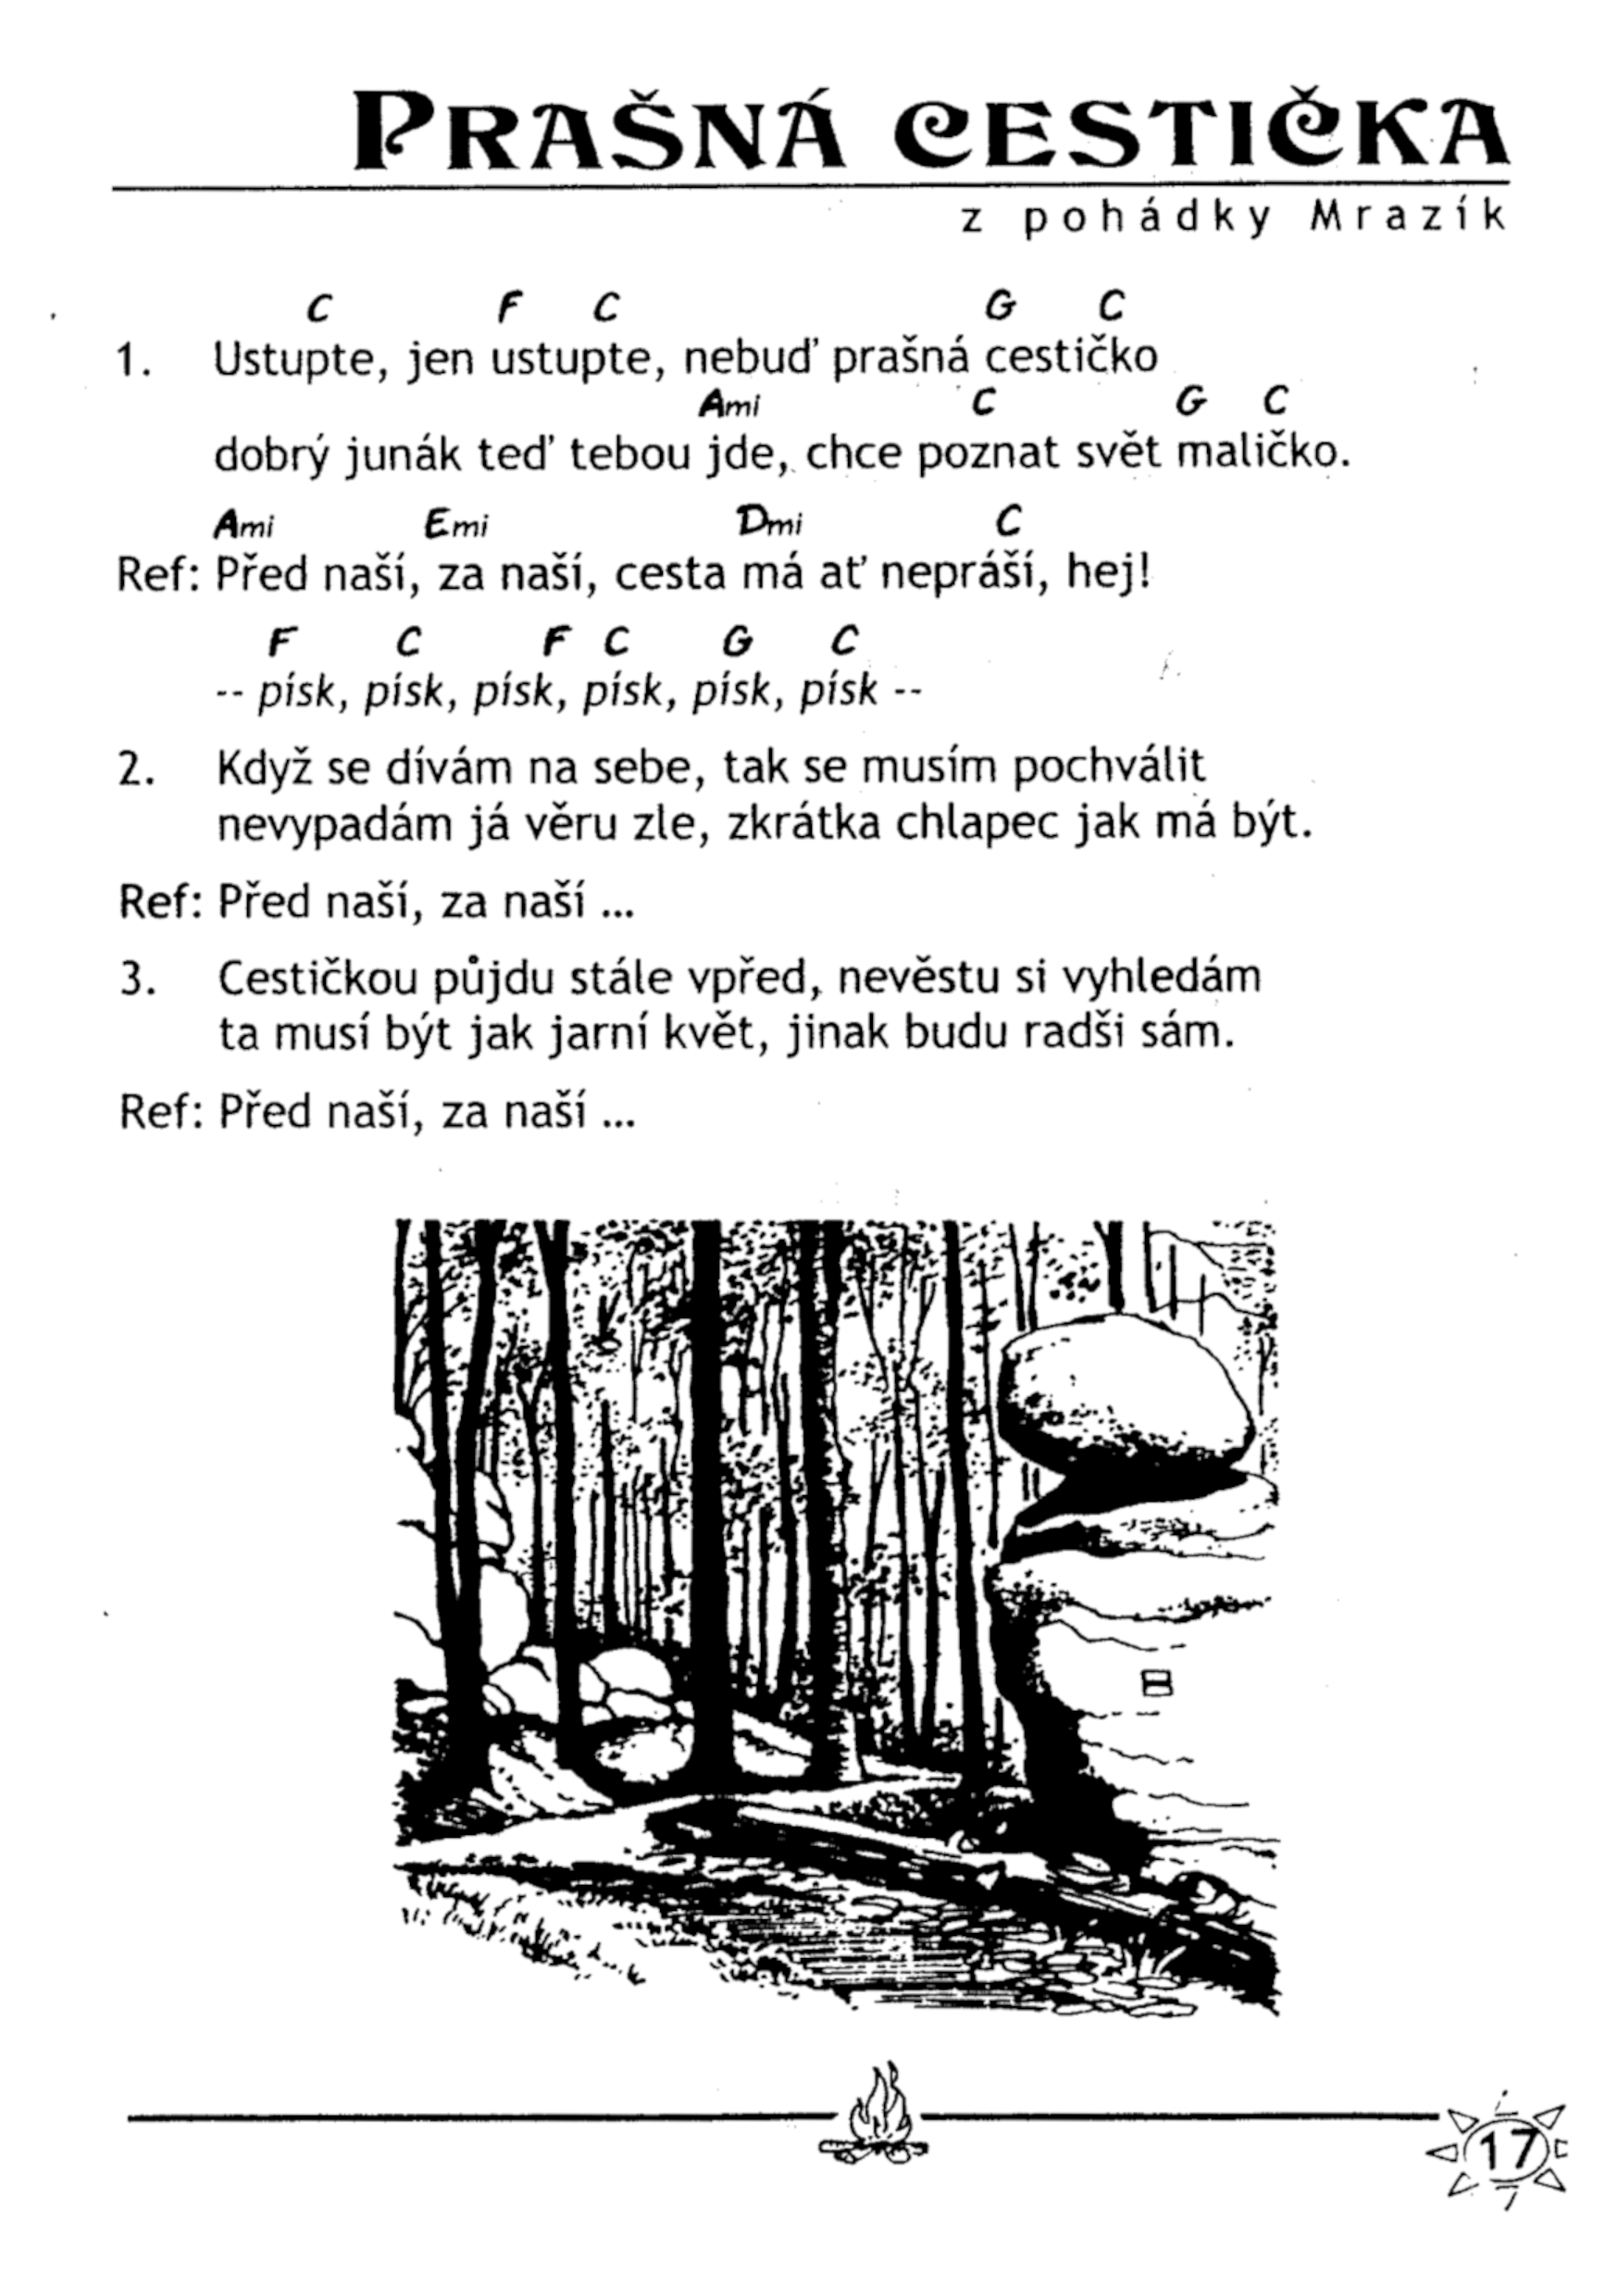 PRAŠNÁ CESTIČKA
z pohádky Mrazík
C F C G C
1. Ustupte, jen ustupte, nebuď prašná cestičko
Ami C G C
dobrý junák teď tebou jde, chce poznat svět maličko.
Ami Emi Dmi C
Ref: Před naší, za naší, cesta má ať nepráší, hej!
F C F C G C
-- písk, písk, písk, písk, písk, písk --
2. Když se dívám na sebe, tak se musím pochválit
nevypadám já věru zle, zkrátka chlapec jak má být.
Ref: Před naší, za naší ...
3. Cestičkou půjdu stále vpřed, nevěstu si vyhledám
ta musí být jak jarní květ, jinak budu radši sám.
Ref: Před naší, za naší ...
17